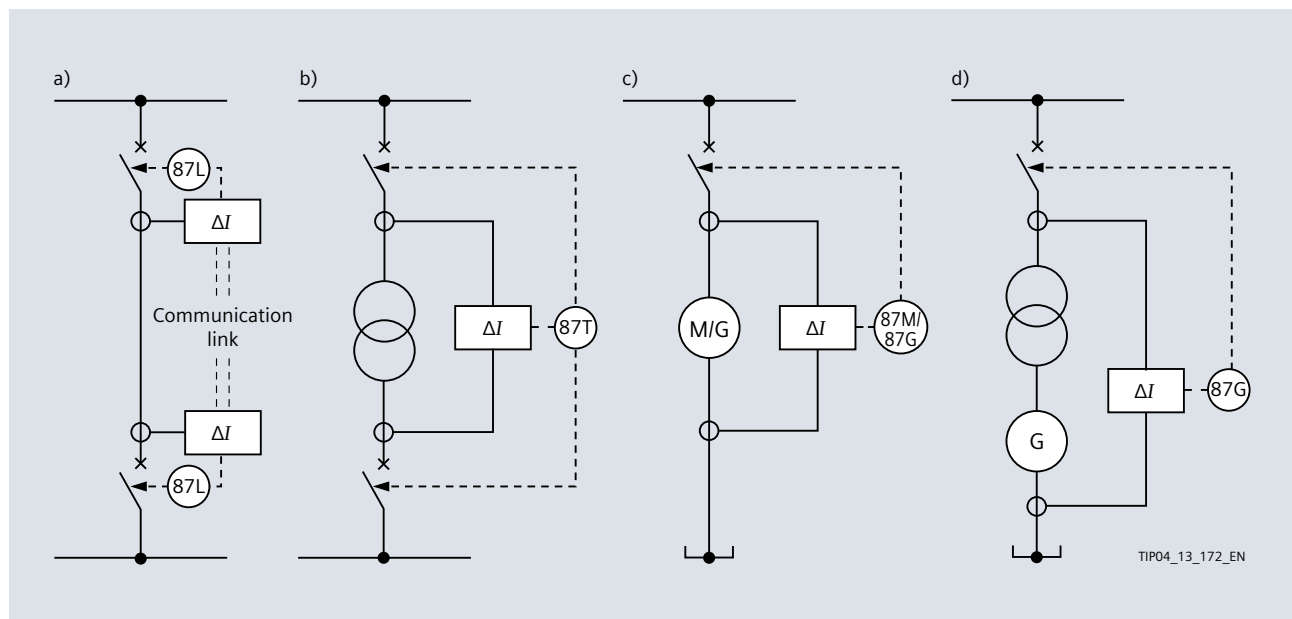 a)
b)
c)
d)
87L
ΔI
Communication
link
ΔI
87L
ΔI
87T
M/G
ΔI
87M/
87G
ΔI
87G
G
TIP04_13_172_EN